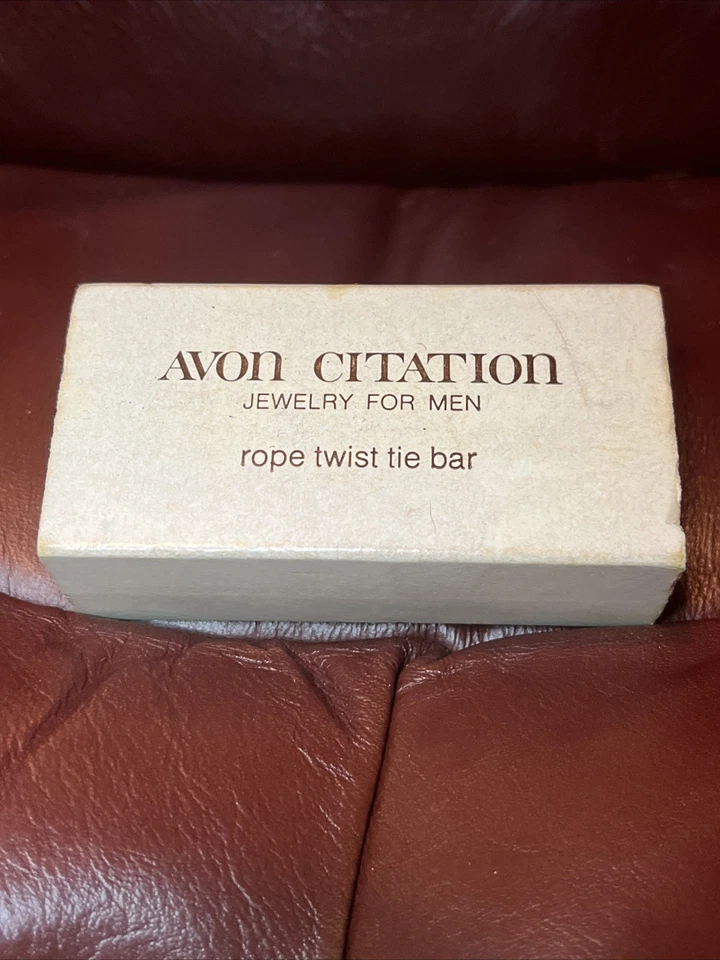 AVON CITATION
JEWELRY FOR MEN
rope twist tie bar